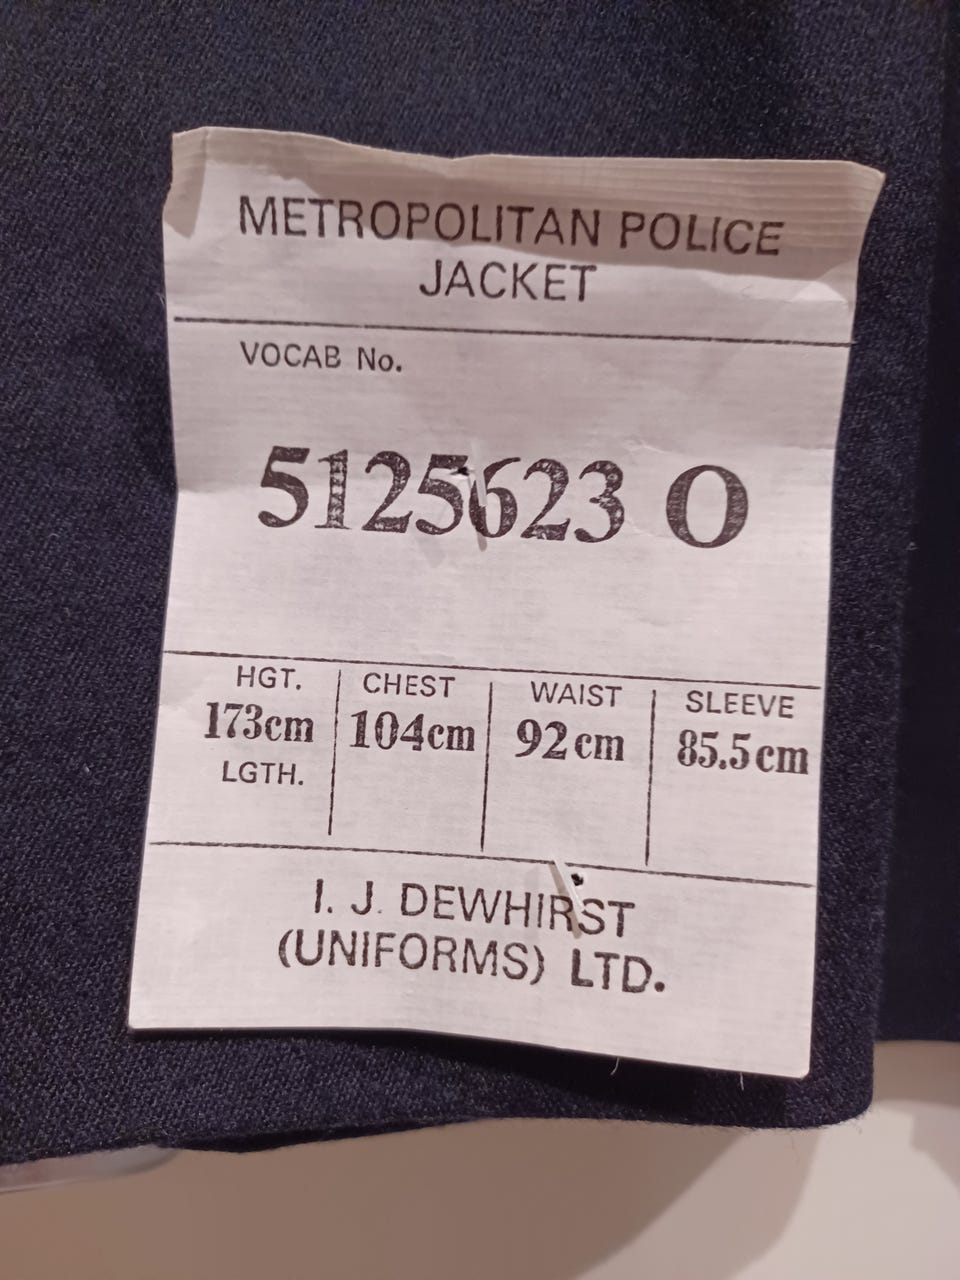 METROPOLITAN POLICE
JACKET
VOCAB No.
5125623 O
HGT. CHEST WAIST SLEEVE
173cm 104cm 92cm 85.5cm
LGTH.
I. J. DEWHIRST
(UNIFORMS) LTD.